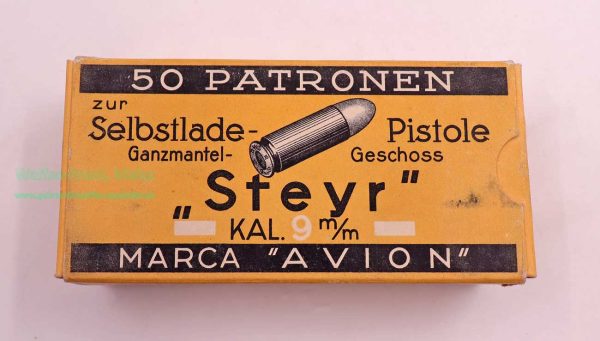 50 PATRONEN
zur
Selbstlade- Pistole
Ganzmantel- Geschoss
„Steyr"
KAL. 9 m/m
MARCA "AVION"